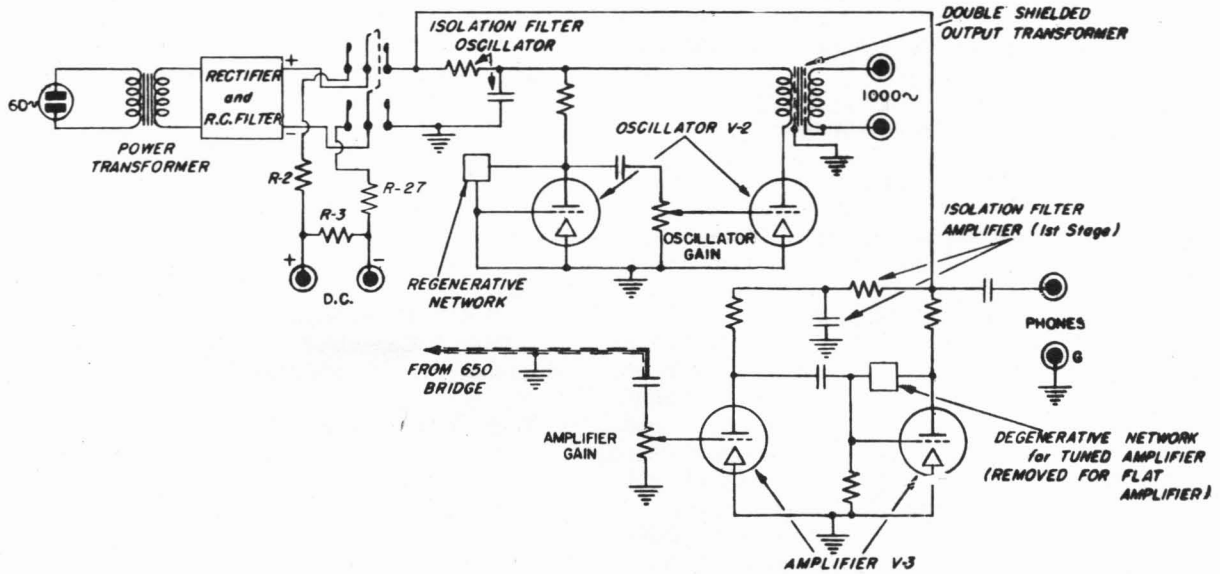 DOUBLE SHIELDED
OUTPUT TRANSFORMER
ISOLATION FILTER
OSCILLATOR
60~
RECTIFIER
and
R.C. FILTER
+
-
POWER
TRANSFORMER
1000~
OSCILLATOR V-2
R-2
R-27
R-3
+
-
D.C.
OSCILLATOR
GAIN
REGENERATIVE
NETWORK
ISOLATION FILTER
AMPLIFIER (1st Stage)
PHONES
G
FROM 650
BRIDGE
AMPLIFIER
GAIN
DEGENERATIVE NETWORK
for TUNED AMPLIFIER
(REMOVED FOR FLAT
AMPLIFIER)
AMPLIFIER V-3